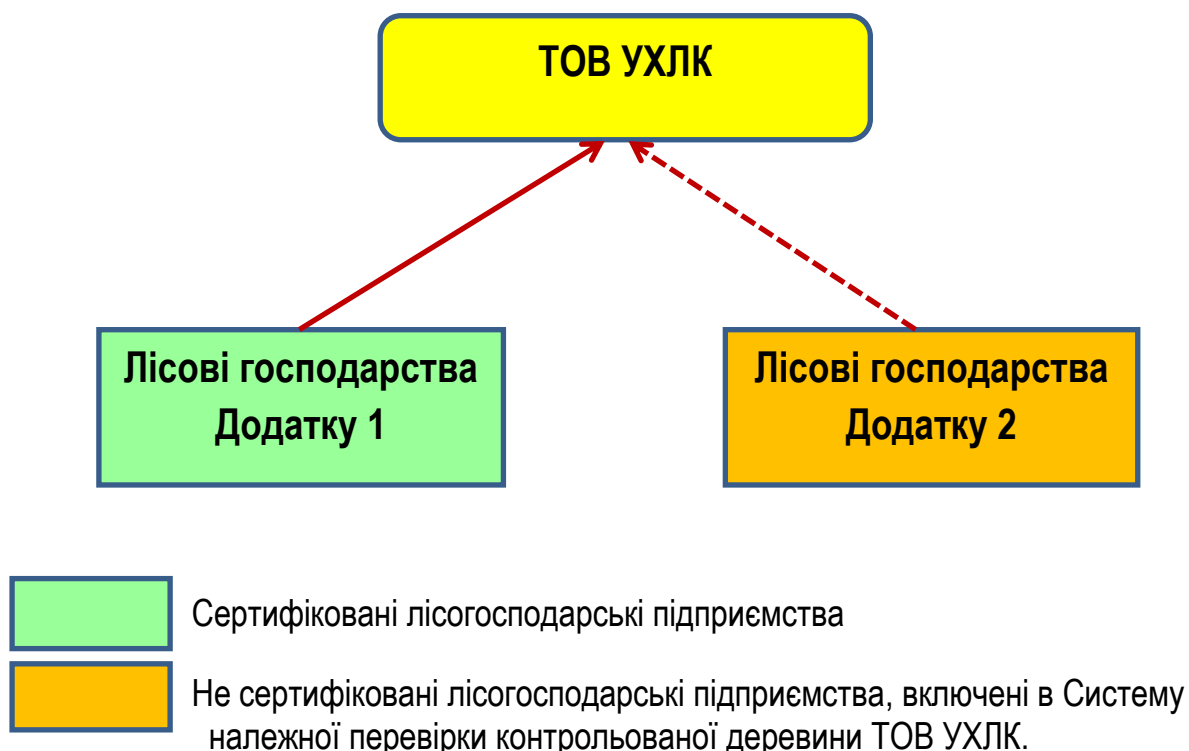 ТОВ УХЛК
Лісові господарства
Додатку 1
Лісові господарства
Додатку 2
Сертифіковані лісогосподарські підприємства
Не сертифіковані лісогосподарські підприємства, включені в Систему
належної перевірки контрольованої деревини ТОВ УХЛК.